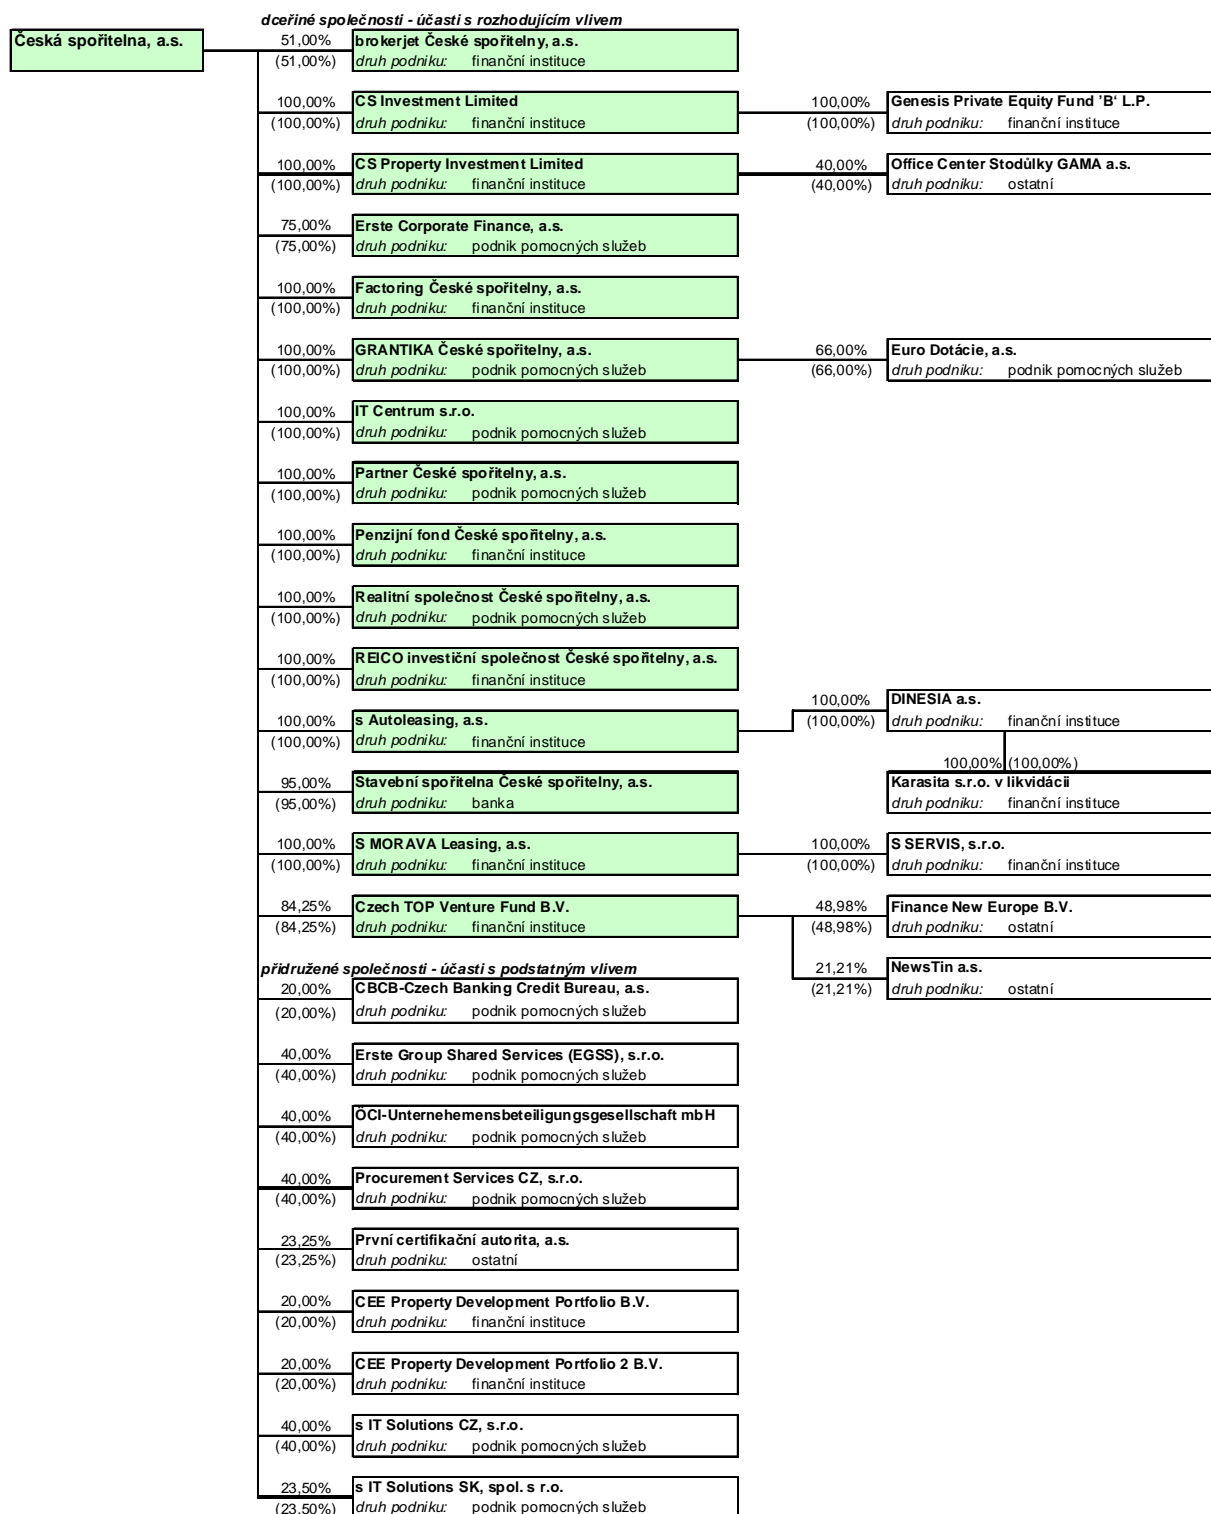 dceřiné společnosti - účasti s rozhodujícím vlivem
Česká spořitelna, a.s.
51,00% brokerjet České spořitelny, a.s.
(51,00%) druh podniku: finanční instituce
100,00% CS Investment Limited 100,00% Genesis Private Equity Fund ’B‘ L.P.
(100,00%) druh podniku: finanční instituce (100,00%) druh podniku: finanční instituce
100,00% CS Property Investment Limited 40,00% Office Center Stodůlky GAMA a.s.
(100,00%) druh podniku: finanční instituce (40,00%) druh podniku: ostatní
75,00% Erste Corporate Finance, a.s.
(75,00%) druh podniku: podnik pomocných služeb
100,00% Factoring České spořitelny, a.s.
(100,00%) druh podniku: finanční instituce
100,00% GRANTIKA České spořitelny, a.s. 66,00% Euro Dotácie, a.s.
(100,00%) druh podniku: podnik pomocných služeb (66,00%) druh podniku: podnik pomocných služeb
100,00% IT Centrum s.r.o.
(100,00%) druh podniku: podnik pomocných služeb
100,00% Partner České spořitelny, a.s.
(100,00%) druh podniku: podnik pomocných služeb
100,00% Penzijní fond České spořitelny, a.s.
(100,00%) druh podniku: finanční instituce
100,00% Realitní společnost České spořitelny, a.s.
(100,00%) druh podniku: podnik pomocných služeb
100,00% REICO investiční společnost České spořitelny, a.s.
(100,00%) druh podniku: finanční instituce
100,00% DINESIA a.s.
100,00% s Autoleasing, a.s. (100,00%) druh podniku: finanční instituce
(100,00%) druh podniku: finanční instituce
100,00% (100,00%)
95,00% Stavební spořitelna České spořitelny, a.s. Karasita s.r.o. v likvidácii
(95,00%) druh podniku: banka druh podniku: finanční instituce
100,00% S MORAVA Leasing, a.s. 100,00% S SERVIS, s.r.o.
(100,00%) druh podniku: finanční instituce (100,00%) druh podniku: finanční instituce
84,25% Czech TOP Venture Fund B.V. 48,98% Finance New Europe B.V.
(84,25%) druh podniku: finanční instituce (48,98%) druh podniku: ostatní
přidružené společnosti - účasti s podstatným vlivem 21,21% NewsTin a.s.
20,00% CBCB-Czech Banking Credit Bureau, a.s. (21,21%) druh podniku: ostatní
(20,00%) druh podniku: podnik pomocných služeb
40,00% Erste Group Shared Services (EGSS), s.r.o.
(40,00%) druh podniku: podnik pomocných služeb
40,00% ÖCI-Unternehemensbeteiligungsgesellschaft mbH
(40,00%) druh podniku: podnik pomocných služeb
40,00% Procurement Services CZ, s.r.o.
(40,00%) druh podniku: podnik pomocných služeb
23,25% První certifikační autorita, a.s.
(23,25%) druh podniku: ostatní
20,00% CEE Property Development Portfolio B.V.
(20,00%) druh podniku: finanční instituce
20,00% CEE Property Development Portfolio 2 B.V.
(20,00%) druh podniku: finanční instituce
40,00% s IT Solutions CZ, s.r.o.
(40,00%) druh podniku: podnik pomocných služeb
23,50% s IT Solutions SK, spol. s r.o.
(23,50%) druh podniku: podnik pomocných služeb